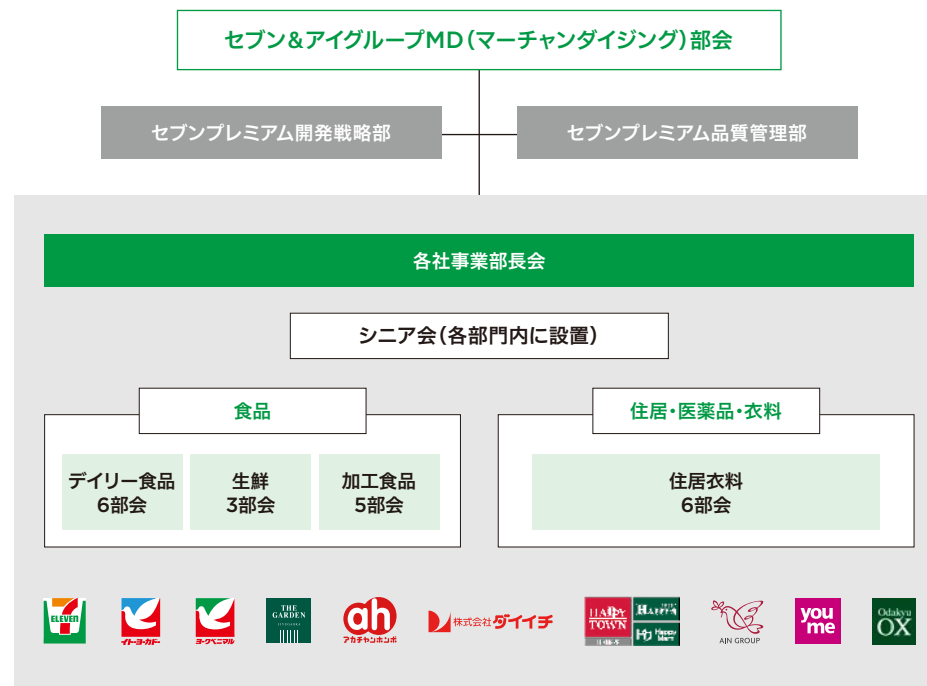 セブン&アイグループMD(マーチャンダイジング)部会
セブンプレミアム開発戦略部
セブンプレミアム品質管理部
各社事業部長会
シニア会(各部門内に設置)
食品
住居・医薬品・衣料
デイリー食品
6部会
生鮮
3部会
加工食品
5部会
住居衣料
6部会
ELEVEN
イトーヨーカドー
ヨークベニマル
THE
GARDEN
ah
アカチャンホンポ
株式会社ダイイチ
HAPPY
TOWN
Happy
Mart
AIN GROUP
you
me
Odakyu
OX